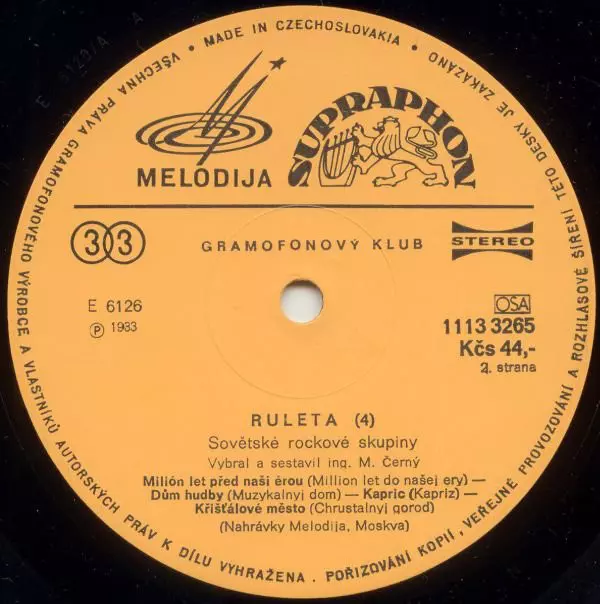 MADE IN CZECHOSLOVAKIA •
VŠECHNA PRÁVA GRAMOFONOVÉHO VÝROBCE A VLASTNÍKŮ AUTORSKÝCH PRÁV K DÍLU VYHRAŽENA . POŘIZOVÁNÍ KOPIÍ, VEŘEJNÉ PROVOZOVÁNÍ A ROZHLASOVÉ ŠÍŘENÍ TÉTO DESKY JE ZAKÁZÁNO •
MELODIJA
SUPRAPHON
33
GRAMOFONOVÝ KLUB
STEREO
E 6126
Ⓟ 1983
OSA
1113 3265
Kčs 44,-
2. strana
RULETA (4)
Sovětské rockové skupiny
Vybral a sestavil ing. M. Černý
Milión let před naší érou (Million let do našej ery) —
Dům hudby (Muzykalnyj dom) — Kapric (Kapriz) —
Křišťálové město (Chrustalnyj gorod)
(Nahrávky Melodija, Moskva)